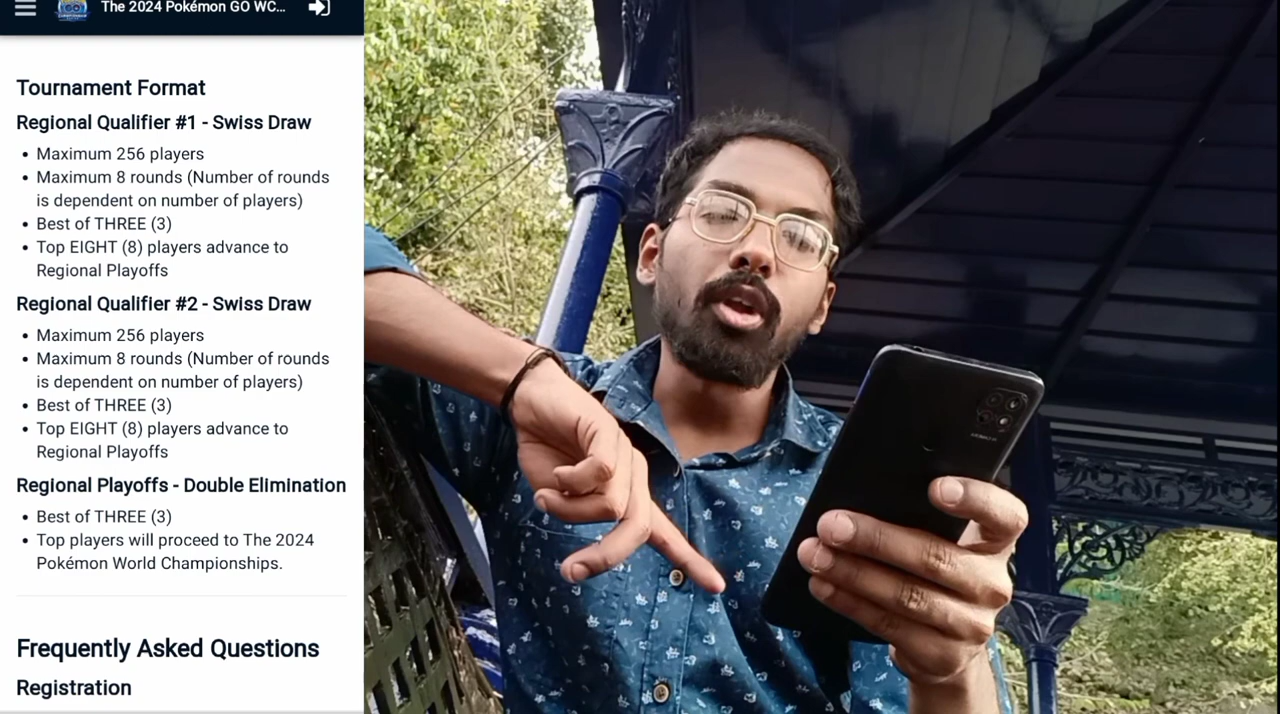 The 2024 Pokémon GO WC...
Tournament Format
Regional Qualifier #1 - Swiss Draw
• Maximum 256 players
• Maximum 8 rounds (Number of rounds
is dependent on number of players)
• Best of THREE (3)
• Top EIGHT (8) players advance to
Regional Playoffs
Regional Qualifier #2 - Swiss Draw
• Maximum 256 players
• Maximum 8 rounds (Number of rounds
is dependent on number of players)
• Best of THREE (3)
• Top EIGHT (8) players advance to
Regional Playoffs
Regional Playoffs - Double Elimination
• Best of THREE (3)
• Top players will proceed to The 2024
Pokémon World Championships.
Frequently Asked Questions
Registration